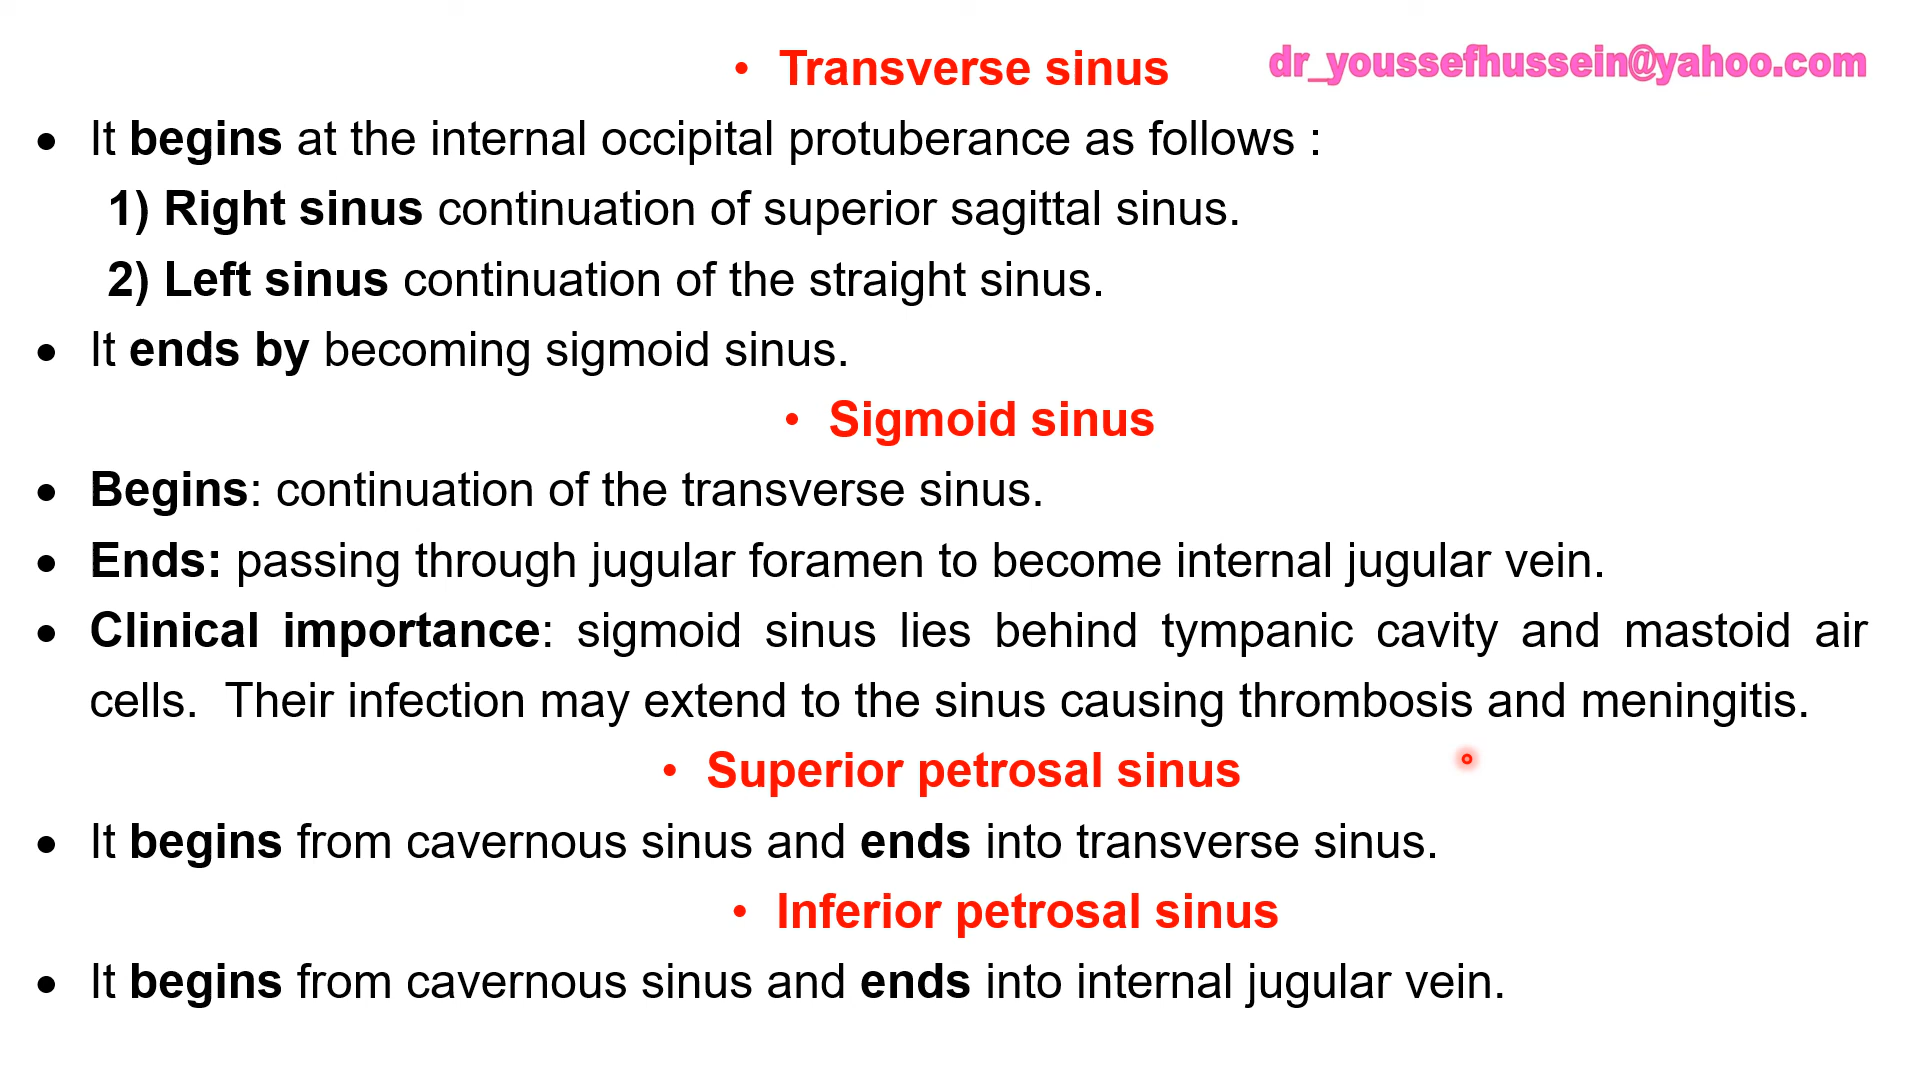 • Transverse sinus
dr_youssefhussein@yahoo.com
• It begins at the internal occipital protuberance as follows :
1) Right sinus continuation of superior sagittal sinus.
2) Left sinus continuation of the straight sinus.
• It ends by becoming sigmoid sinus.
• Sigmoid sinus
• Begins: continuation of the transverse sinus.
• Ends: passing through jugular foramen to become internal jugular vein.
• Clinical importance: sigmoid sinus lies behind tympanic cavity and mastoid air
cells. Their infection may extend to the sinus causing thrombosis and meningitis.
• Superior petrosal sinus
• It begins from cavernous sinus and ends into transverse sinus.
• Inferior petrosal sinus
• It begins from cavernous sinus and ends into internal jugular vein.